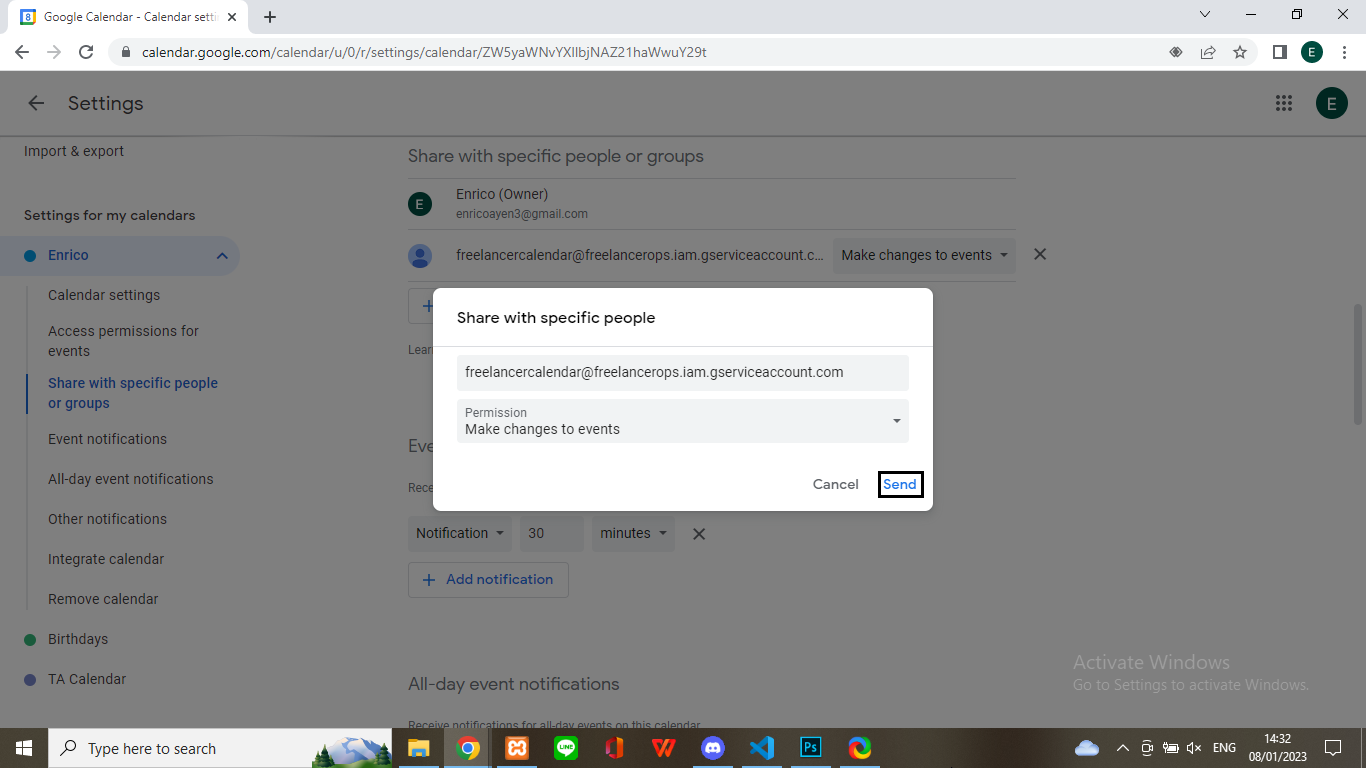 Google Calendar - Calendar setti
calendar.google.com/calendar/u/0/r/settings/calendar/ZW5yaWNvYXllbjNAZ21haWwuY29t
E
Settings
E
Import & export
Settings for my calendars
Enrico
Calendar settings
Access permissions for
events
Share with specific people
or groups
Event notifications
All-day event notifications
Other notifications
Integrate calendar
Remove calendar
Birthdays
TA Calendar
Share with specific people or groups
E
Enrico (Owner)
enricoayen3@gmail.com
freelancercalendar@freelancerops.iam.gserviceaccount.c...
Make changes to events
Lear
Share with specific people
freelancercalendar@freelancerops.iam.gserviceaccount.com
Permission
Make changes to events
Cancel
Send
Eve
Rece
Notification
30
minutes
Add notification
All-day event notifications
Receive notifications for all-day events on this calendar.
Activate Windows
Go to Settings to activate Windows.
Type here to search
LINE
Ps
ENG
14:32
08/01/2023